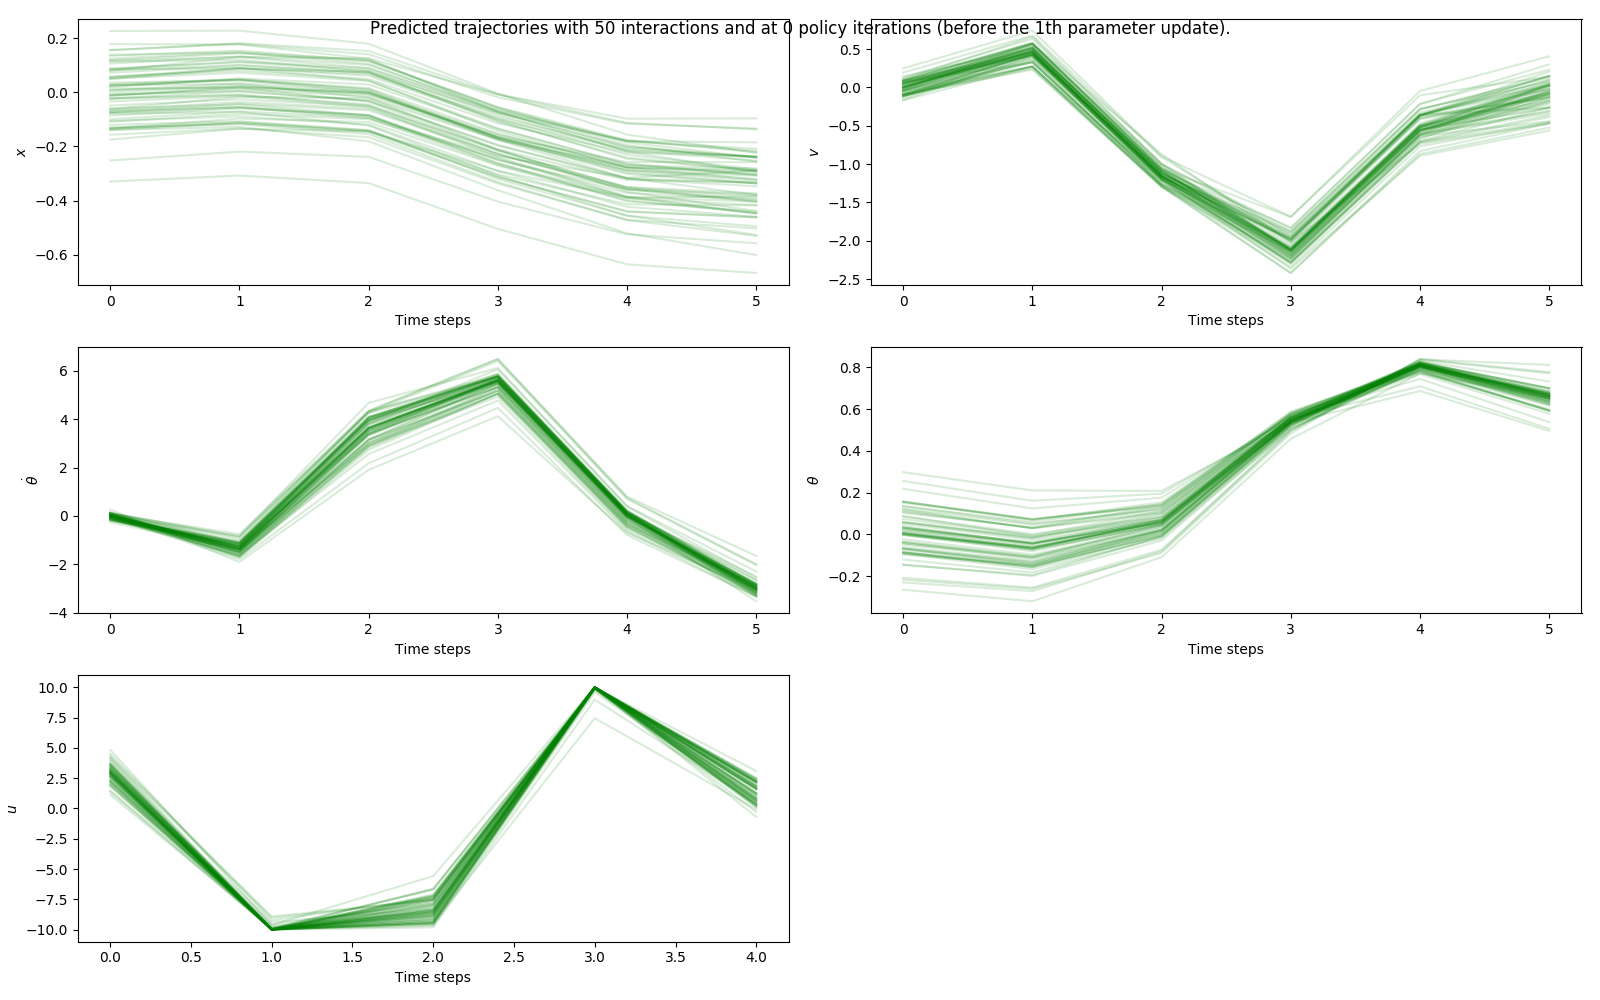 Predicted trajectories with 50 interactions and at 0 policy iterations (before the 1th parameter update).
0.2
0.0
−0.2
−0.4
−0.6
x
0 1 2 3 4 5
Time steps
0.5
0.0
−0.5
−1.0
−1.5
−2.0
−2.5
v
0 1 2 3 4 5
Time steps
6
4
2
0
−2
−4
θ̇
0 1 2 3 4 5
Time steps
0.8
0.6
0.4
0.2
0.0
−0.2
θ
0 1 2 3 4 5
Time steps
10.0
7.5
5.0
2.5
0.0
−2.5
−5.0
−7.5
−10.0
u
0.0 0.5 1.0 1.5 2.0 2.5 3.0 3.5 4.0
Time steps